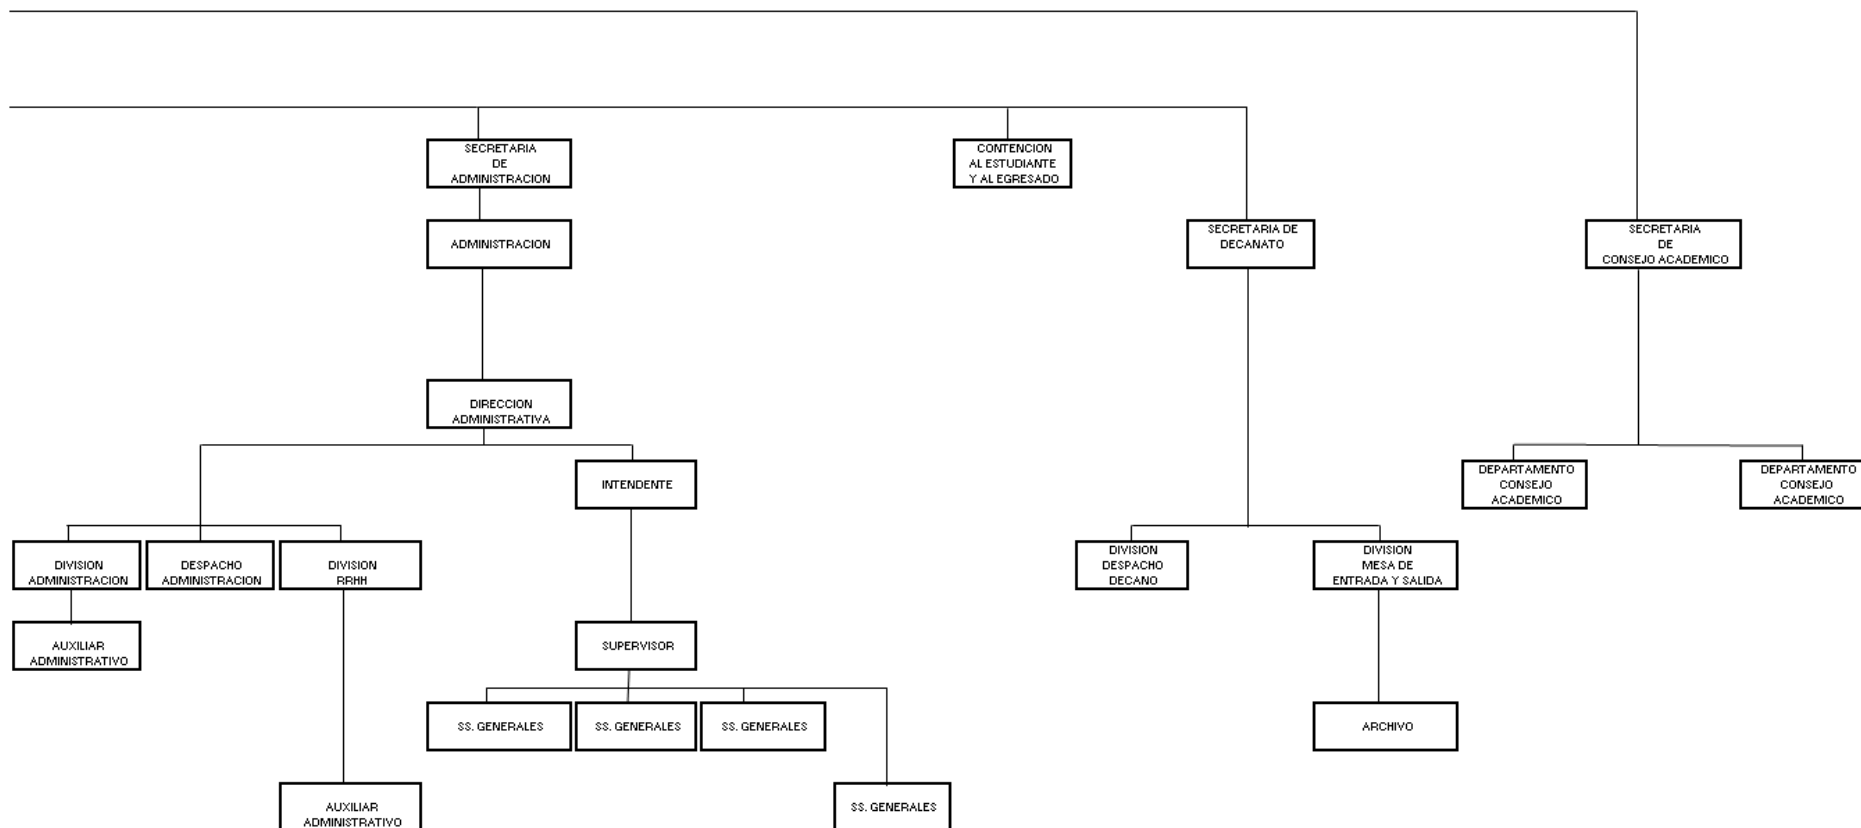 SECRETARIA
DE
ADMINISTRACION
CONTENCION
AL ESTUDIANTE
Y AL EGRESADO
ADMINISTRACION
SECRETARIA DE
DECANATO
SECRETARIA
DE
CONSEJO ACADEMICO
DIRECCION
ADMINISTRATIVA
INTENDENTE
DEPARTAMENTO
CONSEJO
ACADEMICO
DEPARTAMENTO
CONSEJO
ACADEMICO
DIVISION
ADMINISTRACION
DESPACHO
ADMINISTRACION
DIVISION
RRHH
DIVISION
DESPACHO
DECANO
DIVISION
MESA DE
ENTRADA Y SALIDA
AUXILIAR
ADMINISTRATIVO
SUPERVISOR
SS. GENERALES
SS. GENERALES
SS. GENERALES
ARCHIVO
AUXILIAR
ADMINISTRATIVO
SS. GENERALES